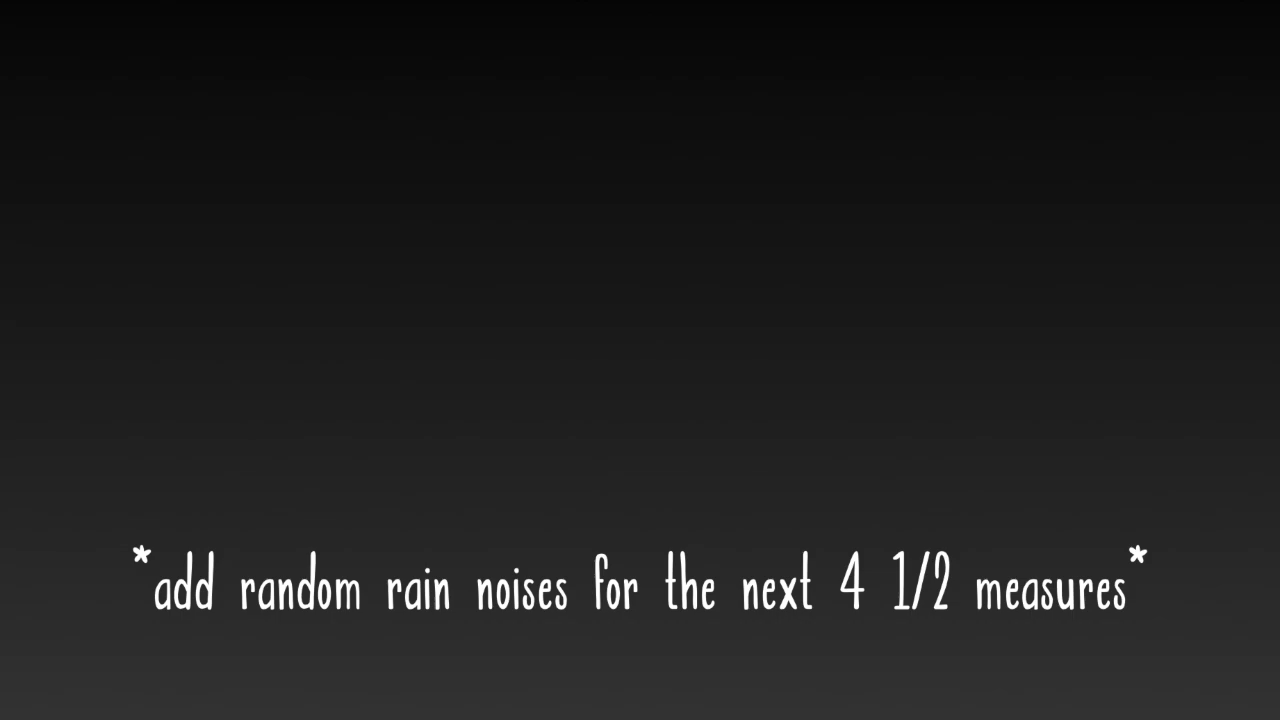 *add random rain noises for the next 4 1/2 measures*